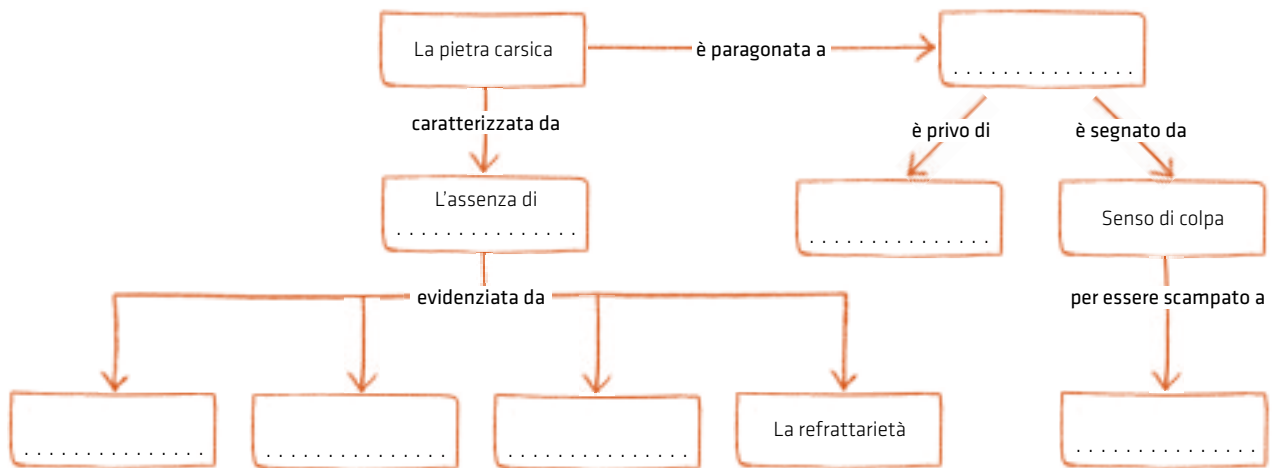 La pietra carsica
è paragonata a
. . . . . . . . . . . . . . .
caratterizzata da
è privo di
è segnato da
L'assenza di
. . . . . . . . . . . . . . .
. . . . . . . . . . . . . . .
Senso di colpa
evidenziata da
per essere scampato a
. . . . . . . . . . . . . . .
. . . . . . . . . . . . . . .
. . . . . . . . . . . . . . .
La refrattarietà
. . . . . . . . . . . . . . .